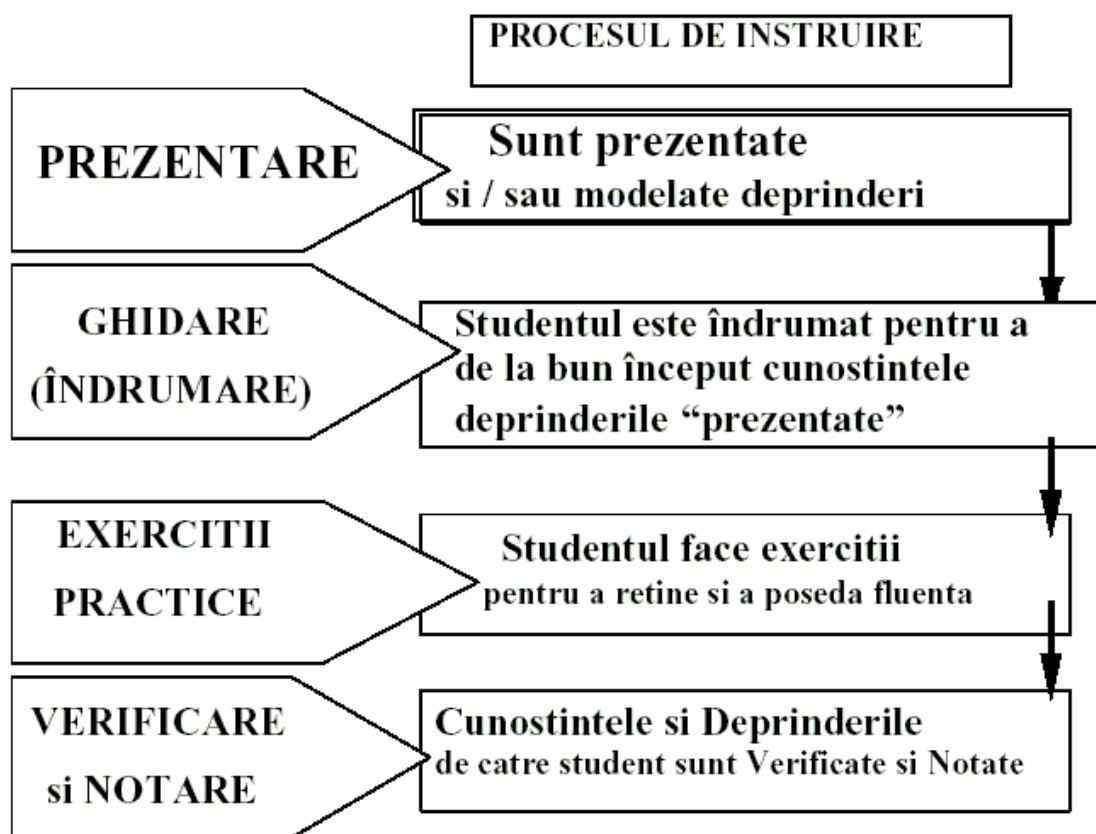 PROCESUL DE INSTRUIRE
PREZENTARE
Sunt prezentate
si / sau modelate deprinderi
GHIDARE
(ÎNDRUMARE)
Studentul este îndrumat pentru a
de la bun început cunostintele
deprinderile “prezentate”
EXERCITII
PRACTICE
Studentul face exercitii
pentru a retine si a poseda fluenta
VERIFICARE
si NOTARE
Cunostintele si Deprinderile
de catre student sunt Verificate si Notate